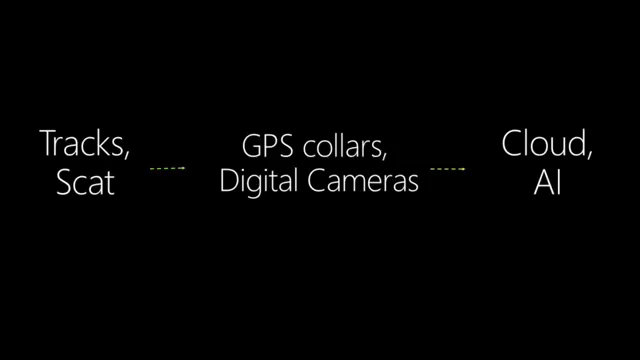 Tracks,
Scat
GPS collars,
Digital Cameras
Cloud,
AI